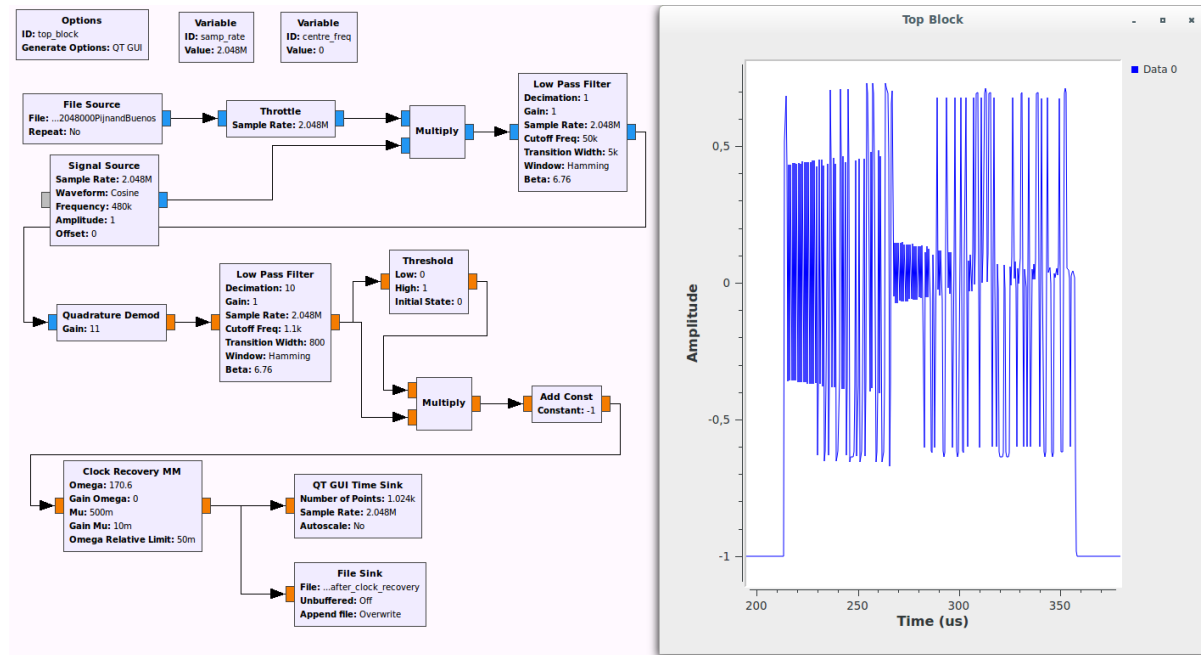 Options
ID: top_block
Generate Options: QT GUI
Variable
ID: samp_rate
Value: 2.048M
Variable
ID: centre_freq
Value: 0
File Source
File: ...2048000PijnandBuenos
Repeat: No
Throttle
Sample Rate: 2.048M
Multiply
Low Pass Filter
Decimation: 1
Gain: 1
Sample Rate: 2.048M
Cutoff Freq: 50k
Transition Width: 5k
Window: Hamming
Beta: 6.76
Signal Source
Sample Rate: 2.048M
Waveform: Cosine
Frequency: 480k
Amplitude: 1
Offset: 0
Quadrature Demod
Gain: 11
Low Pass Filter
Decimation: 10
Gain: 1
Sample Rate: 2.048M
Cutoff Freq: 1.1k
Transition Width: 800
Window: Hamming
Beta: 6.76
Threshold
Low: 0
High: 1
Initial State: 0
Multiply
Add Const
Constant: -1
Clock Recovery MM
Omega: 170.6
Gain Omega: 0
Mu: 500m
Gain Mu: 10m
Omega Relative Limit: 50m
QT GUI Time Sink
Number of Points: 1.024k
Sample Rate: 2.048M
Autoscale: No
File Sink
File: ...after_clock_recovery
Unbuffered: Off
Append file: Overwrite
Top Block
Data 0
Amplitude
0,5
0
-0,5
-1
200
250
300
350
Time (us)